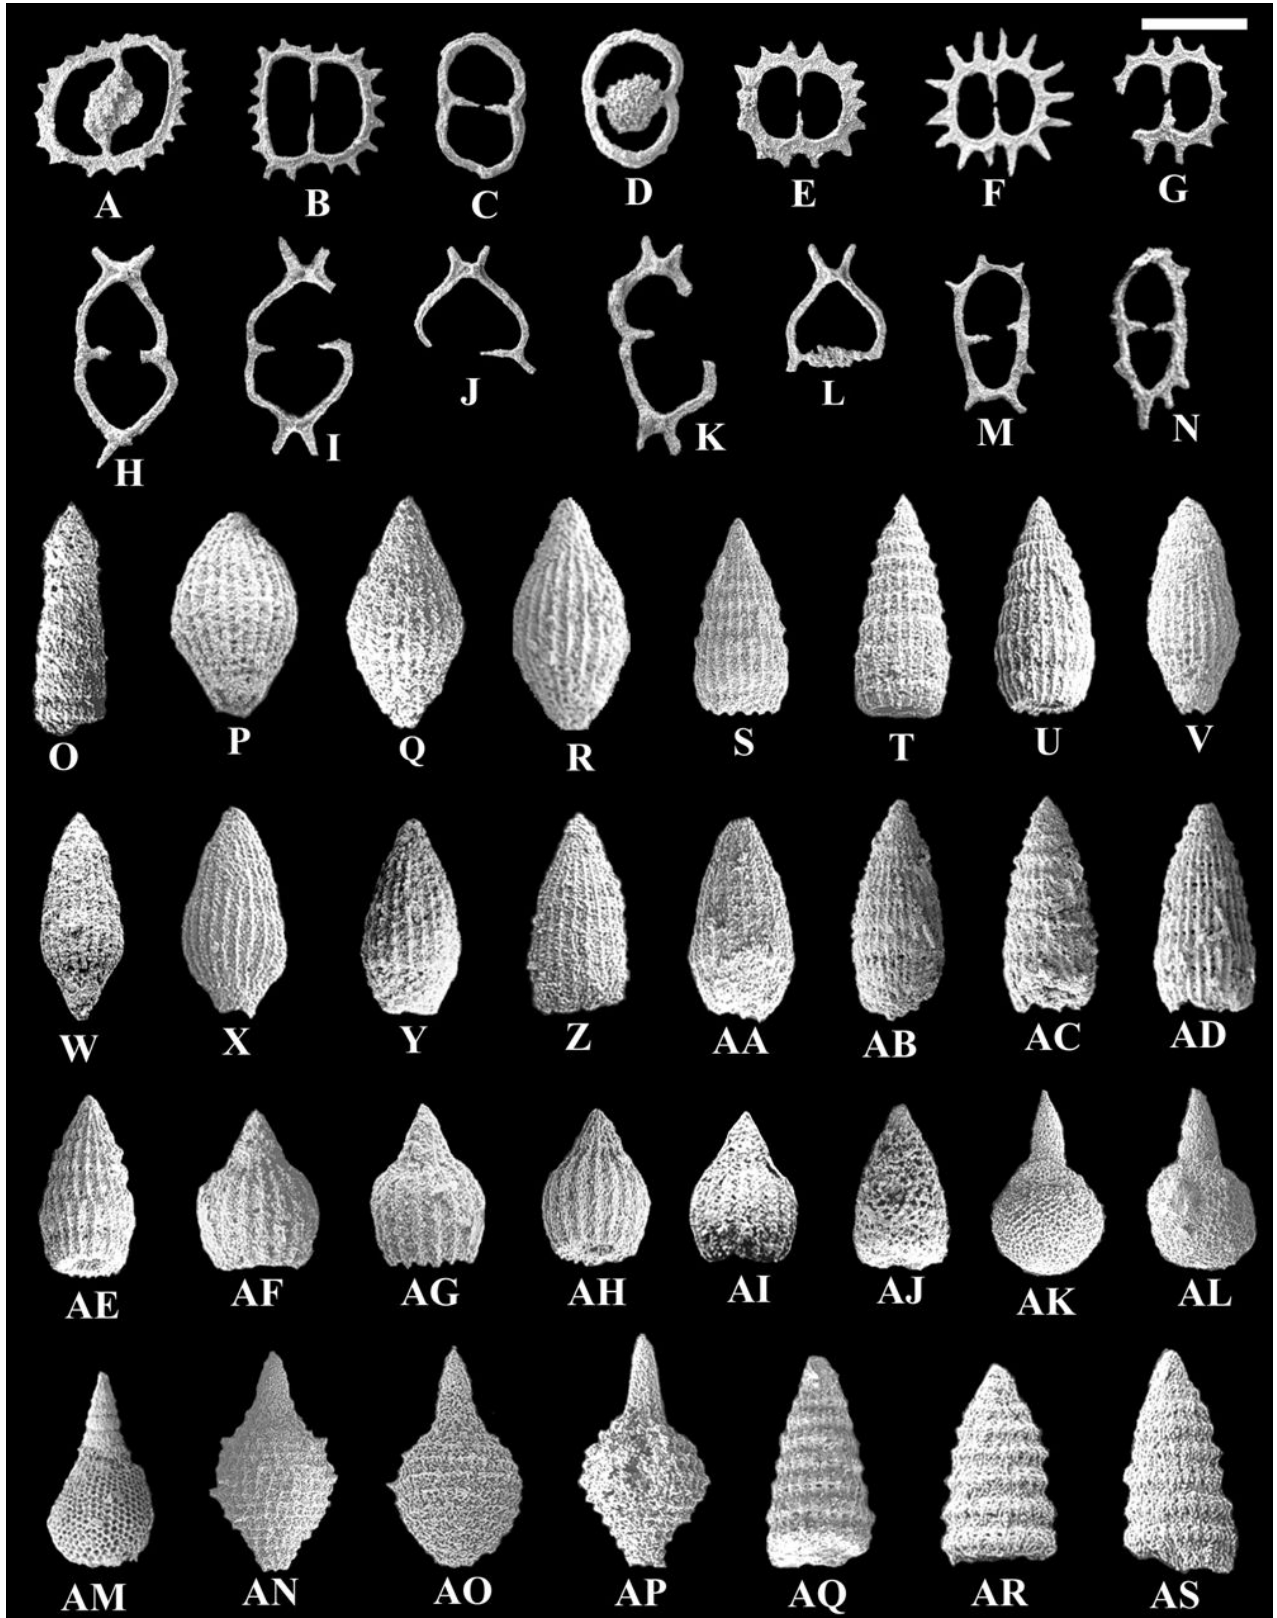 A B C D E F G
H I J K L M N
O P Q R S T U V
W X Y Z AA AB AC AD
AE AF AG AH AI AJ AK AL
AM AN AO AP AQ AR AS